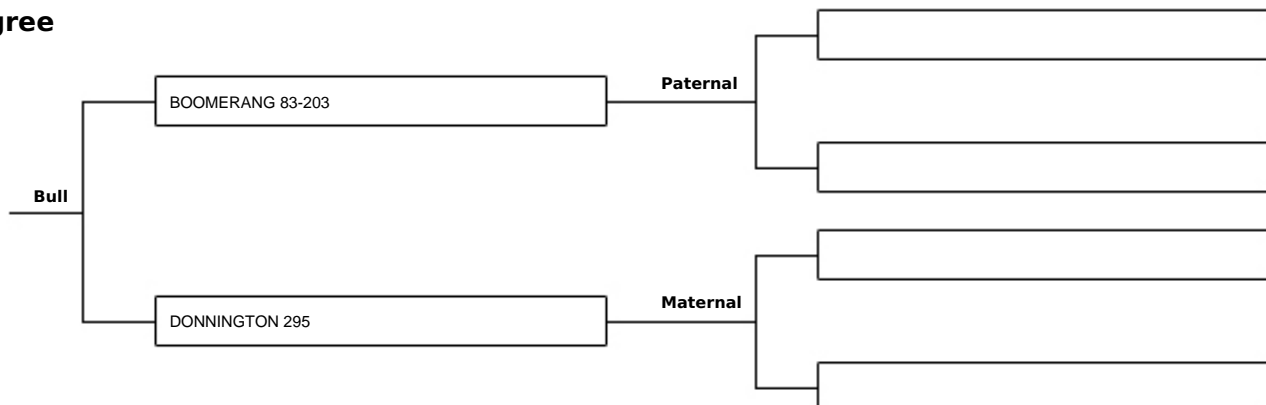 gree
BOOMERANG 83-203
Paternal
Bull
Maternal
DONNINGTON 295